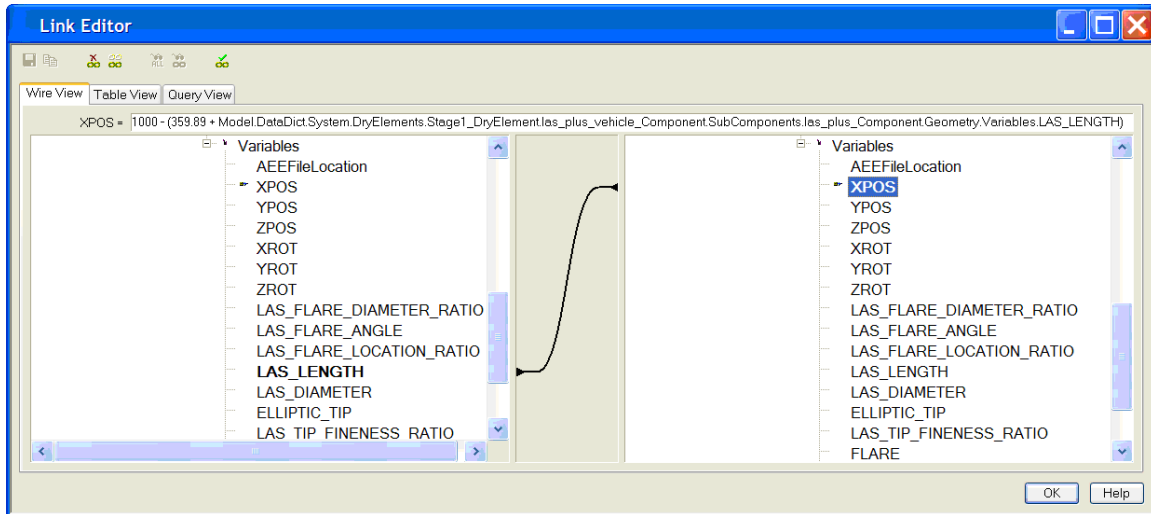 Link Editor
ALL
Wire View Table View Query View
XPOS = 1000 - (359.89 + Model.DataDict.System.DryElements.Stage1_DryElement.las_plus_vehicle_Component.SubComponents.las_plus_Component.Geometry.Variables.LAS_LENGTH)
Variables Variables
AEEFileLocation AEEFileLocation
XPOS XPOS
YPOS YPOS
ZPOS ZPOS
XROT XROT
YROT YROT
ZROT ZROT
LAS_FLARE_DIAMETER_RATIO LAS_FLARE_DIAMETER_RATIO
LAS_FLARE_ANGLE LAS_FLARE_ANGLE
LAS_FLARE_LOCATION_RATIO LAS_FLARE_LOCATION_RATIO
LAS_LENGTH LAS_LENGTH
LAS_DIAMETER LAS_DIAMETER
ELLIPTIC_TIP ELLIPTIC_TIP
LAS_TIP_FINENESS_RATIO LAS_TIP_FINENESS_RATIO
FLARE
OK Help